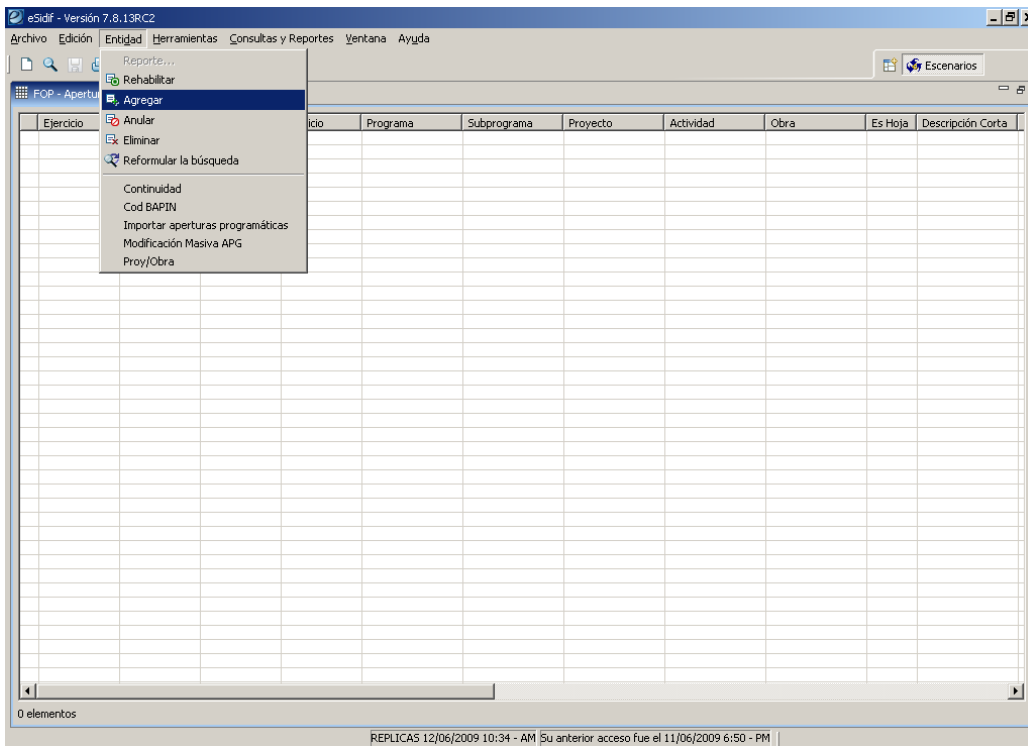 eSidif - Versión 7.8.13RC2
Archivo Edición Entidad Herramientas Consultas y Reportes Ventana Ayuda
Reporte...
Escenarios
Rehabilitar
FOP - Apertu
Agregar
Ejercicio
Anular
icio Programa Subprograma Proyecto Actividad Obra Es Hoja Descripción Corta
Eliminar
Reformular la búsqueda
Continuidad
Cod BAPIN
Importar aperturas programáticas
Modificación Masiva APG
Proy/Obra
0 elementos
REPLICAS 12/06/2009 10:34 - AM Su anterior acceso fue el 11/06/2009 6:50 - PM